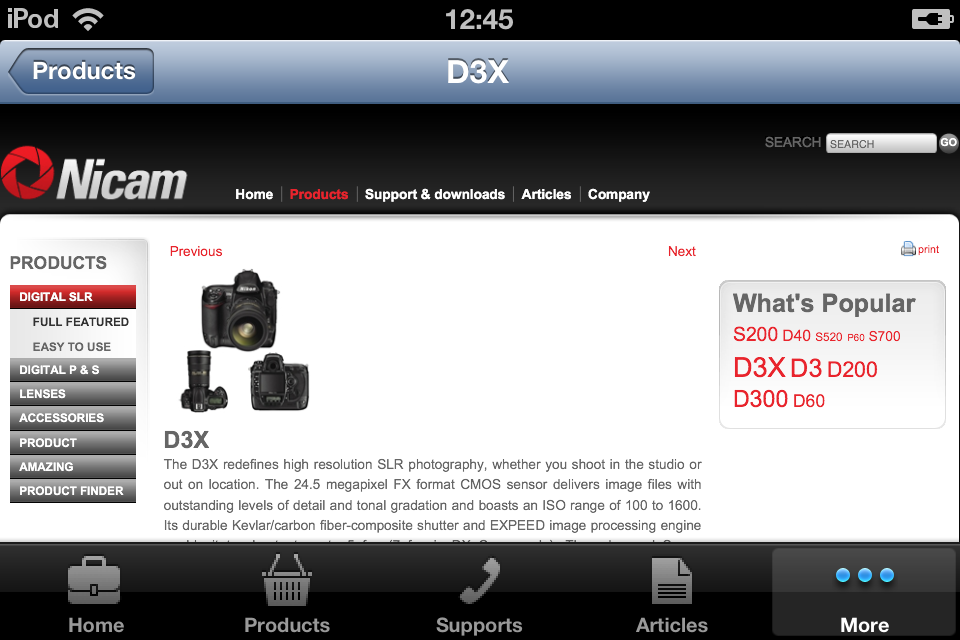 iPod 12:45
Products D3X
SEARCH SEARCH GO
Nicam
Home Products Support & downloads Articles Company
PRODUCTS
DIGITAL SLR
FULL FEATURED
EASY TO USE
DIGITAL P & S
LENSES
ACCESSORIES
PRODUCT
AMAZING
PRODUCT FINDER
Previous Next
Nikon
D3X
The D3X redefines high resolution SLR photography, whether you shoot in the studio or
out on location. The 24.5 megapixel FX format CMOS sensor delivers image files with
outstanding levels of detail and tonal gradation and boasts an ISO range of 100 to 1600.
Its durable Kevlar/carbon fiber-composite shutter and EXPEED image processing engine
print
What's Popular
S200 D40 S520 P60 S700
D3X D3 D200
D300 D60
Home Products Supports Articles More